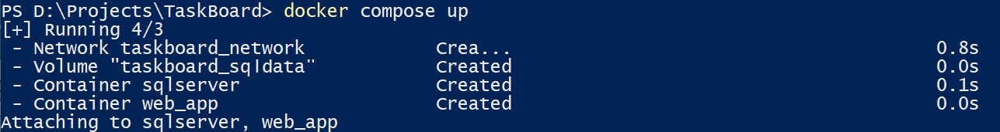 PS D:\Projects\TaskBoard> docker compose up
[+] Running 4/3
- Network taskboard_network Crea... 0.8s
- Volume "taskboard_sqldata" Created 0.0s
- Container sqlserver Created 0.1s
- Container web_app Created 0.0s
Attaching to sqlserver, web_app